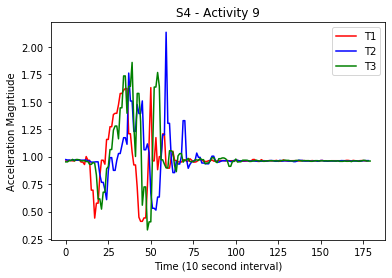 S4 - Activity 9
T1
T2
T3
Acceleration Magntiude
2.00
1.75
1.50
1.25
1.00
0.75
0.50
0.25
0 25 50 75 100 125 150 175
Time (10 second interval)